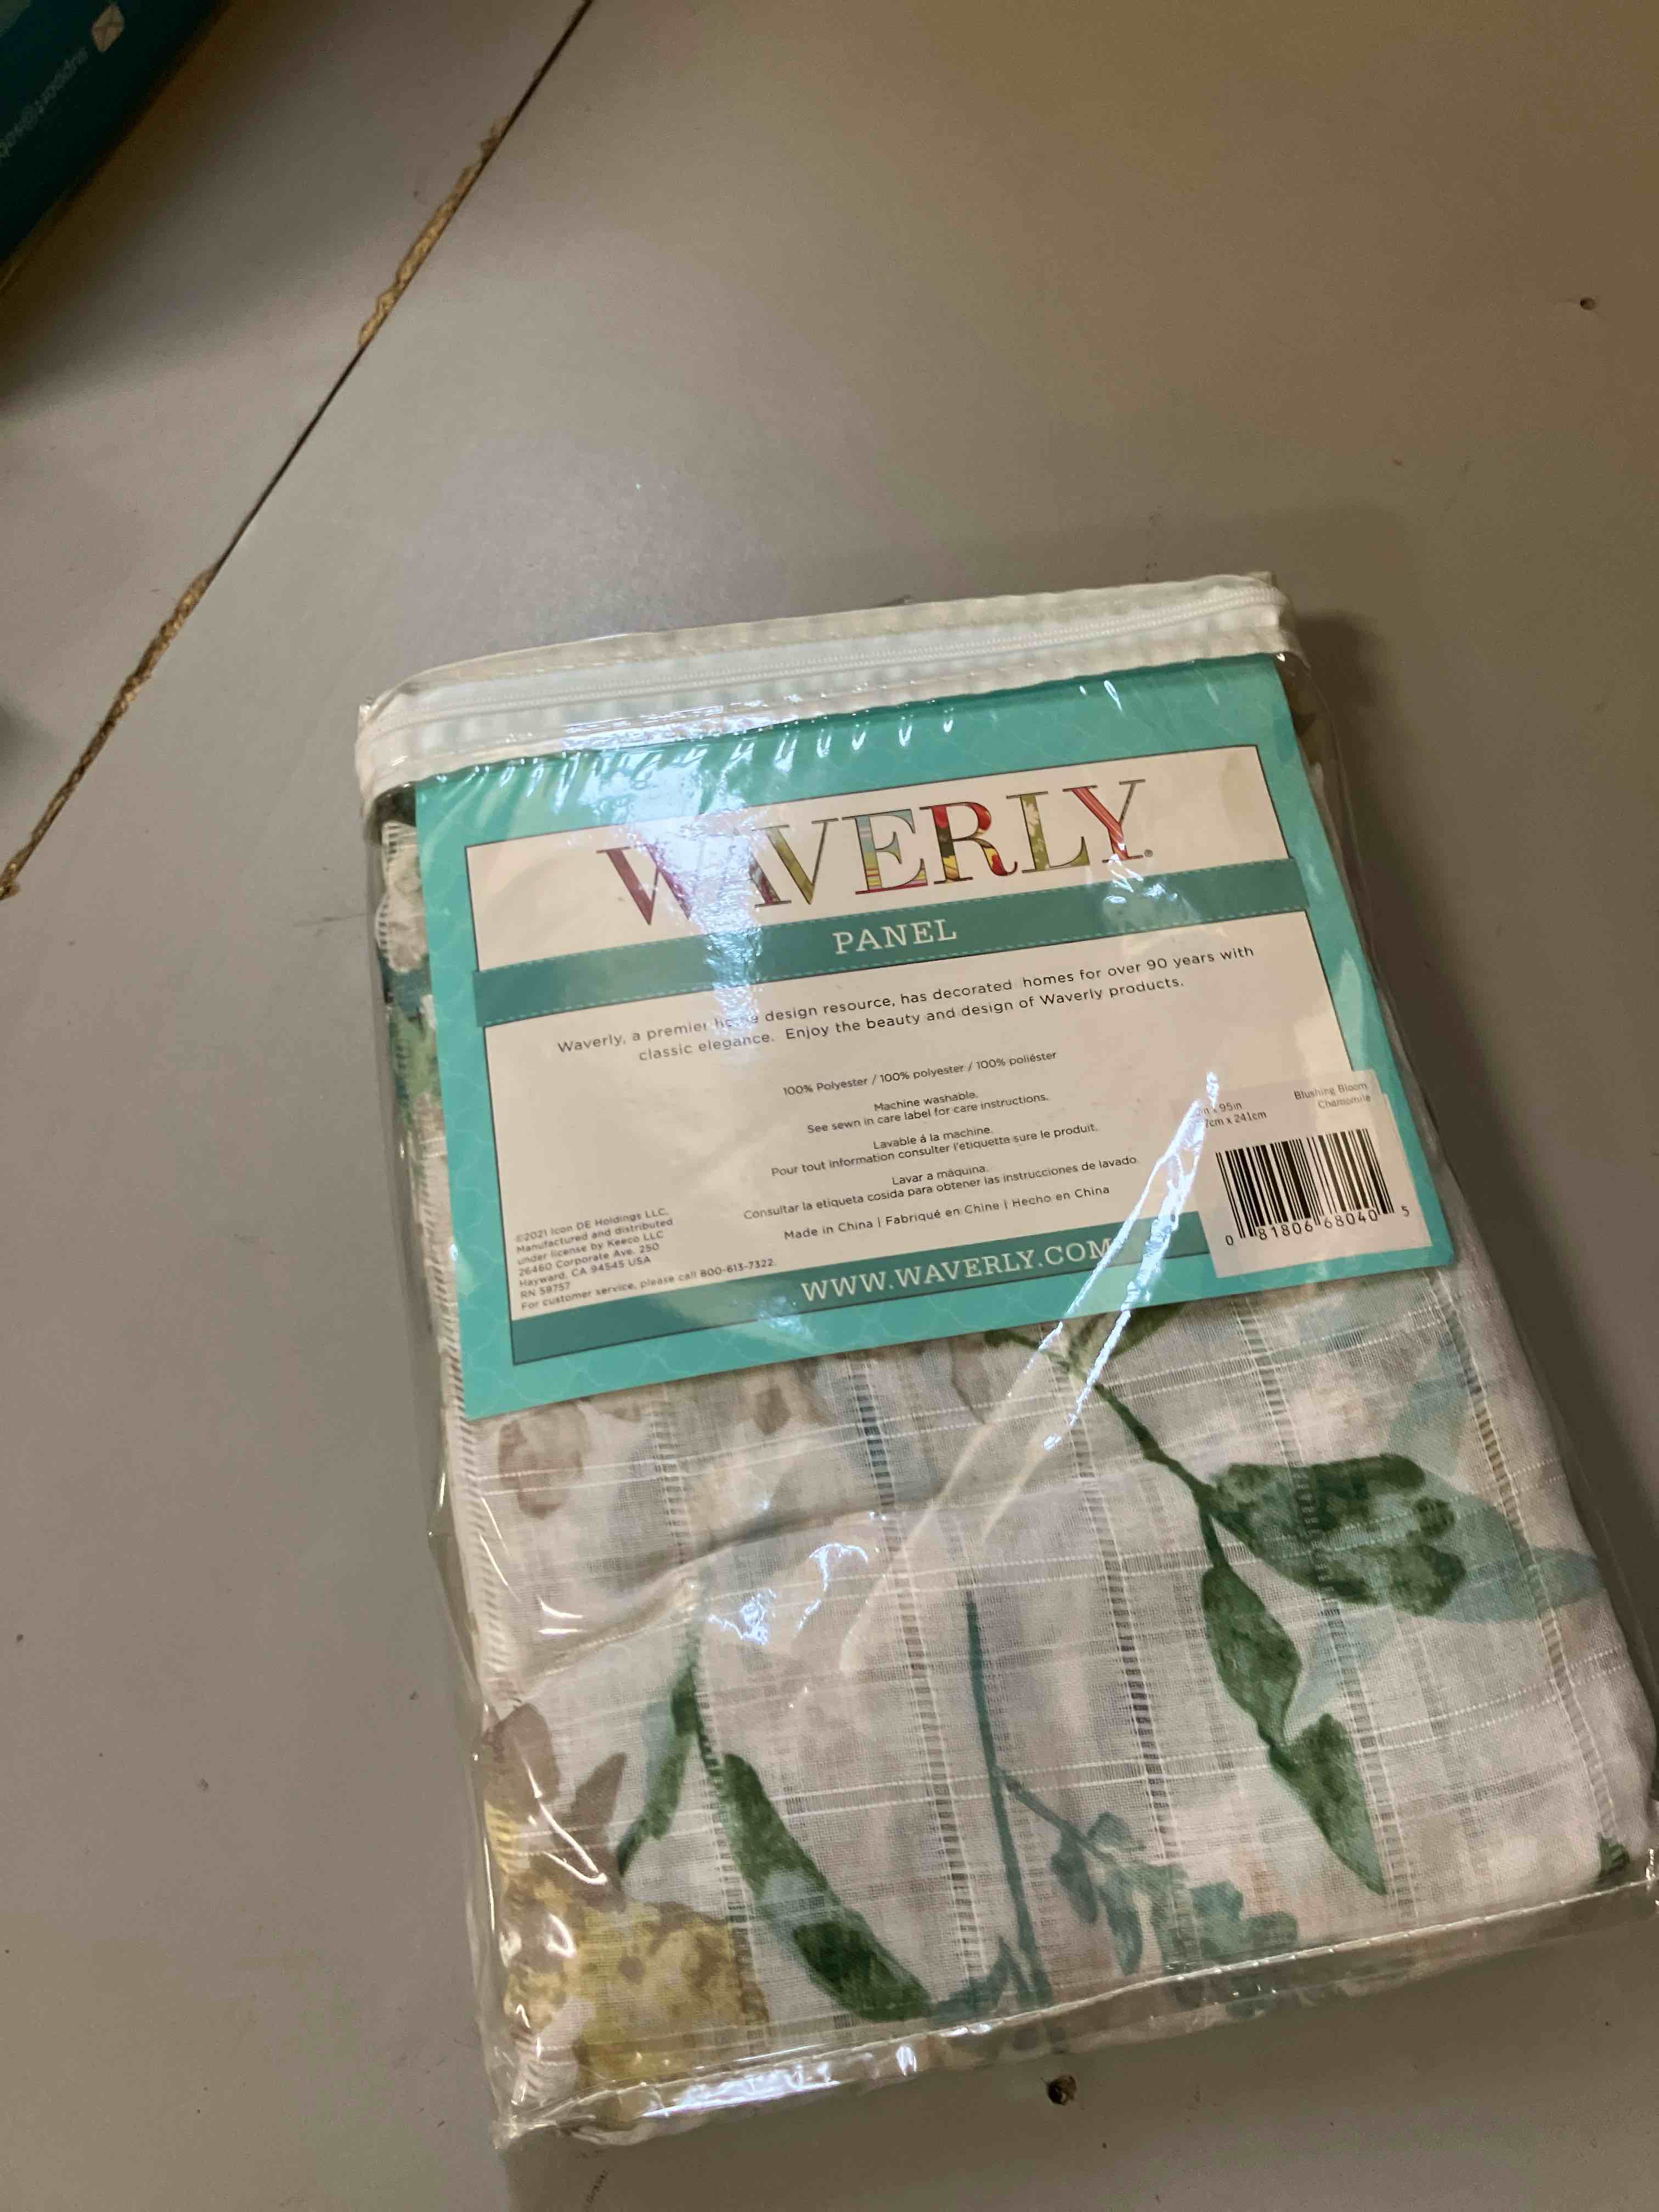 WAVERLY®
PANEL
Waverly, a premier home design resource, has decorated homes for over 90 years with
classic elegance. Enjoy the beauty and design of Waverly products.
100% Polyester / 100% polyester / 100% poliéster
Machine washable.
See sewn in care label for care instructions.
Lavable á la machine.
Pour tout information consulter l'etiquette sure le produit.
Lavar a máquina.
Consultar la etiqueta cosida para obtener las instrucciones de lavado.
Made in China | Fabriqué en Chine | Hecho en China
©2021 Icon DE Holdings LLC.
Manufactured and distributed
under license by Keeco LLC
26460 Corporate Ave. 250
Hayward, CA 94545 USA
RN 58757
For customer service, please call 800-613-7322.
WWW.WAVERLY.COM
x 95in
x 241cm
Blushing Bloom
Chamomile
0 81806 68040 5